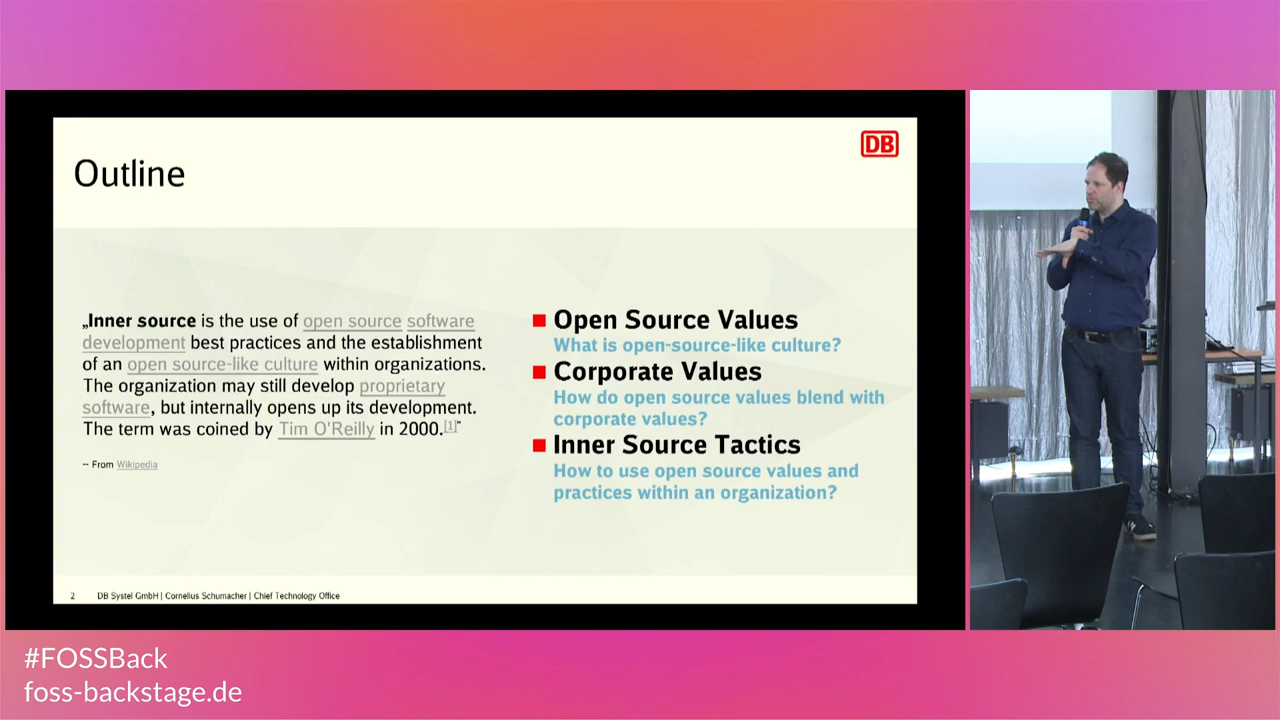 DB
Outline
„Inner source is the use of open source software
development best practices and the establishment
of an open source-like culture within organizations.
The organization may still develop proprietary
software, but internally opens up its development.
The term was coined by Tim O'Reilly in 2000.[1]“
-- From Wikipedia
Open Source Values
What is open-source-like culture?
Corporate Values
How do open source values blend with
corporate values?
Inner Source Tactics
How to use open source values and
practices within an organization?
2 DB Systel GmbH | Cornelius Schumacher | Chief Technology Office
#FOSSBack
foss-backstage.de